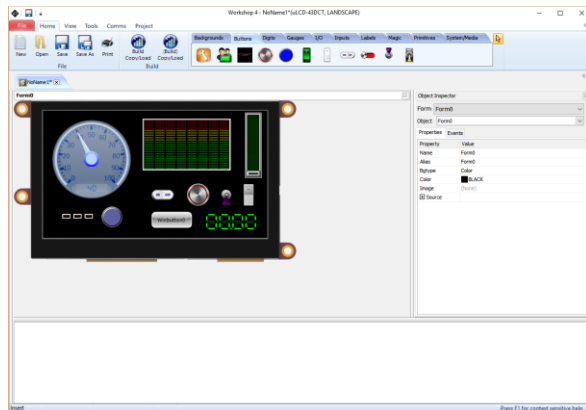 Workshop 4 - NoName1*(uLCD-43DCT, LANDSCAPE)
File Home View Tools Comms Project
New Open Save Save As Print Build Copy/Load (Build) Copy/Load
File Build
Backgrounds Buttons Digits Gauges I/O Inputs Labels Magic Primitives System/Media
NoName1*
Form0
Object Inspector
Form Form0
Object Form0
Properties Events
Property Value
Name Form0
Alias Form0
Bgtype Color
Color BLACK
Image (None)
Source
50
100
°C
Winbutton0
0000
Insert
Press F1 for context sensitive help